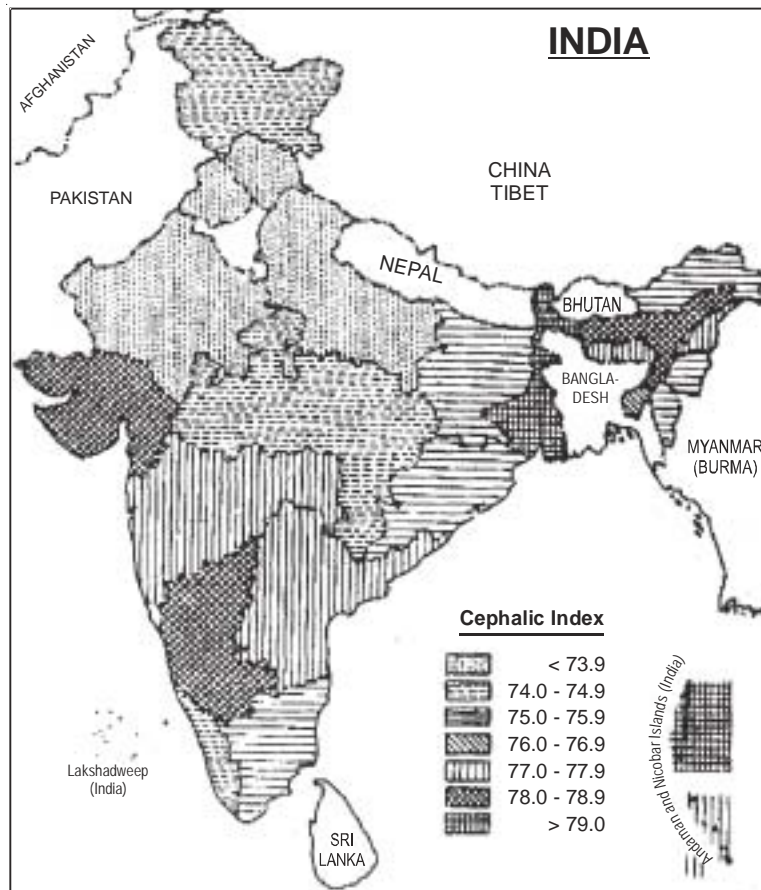 INDIA
AFGHANISTAN
CHINA
TIBET
PAKISTAN
NEPAL
BHUTAN
BANGLA-
DESH
MYANMAR
(BURMA)
Cephalic Index
< 73.9
74.0 - 74.9
75.0 - 75.9
76.0 - 76.9
77.0 - 77.9
78.0 - 78.9
> 79.0
Andaman and Nicobar Islands (India)
Lakshadweep
(India)
SRI
LANKA